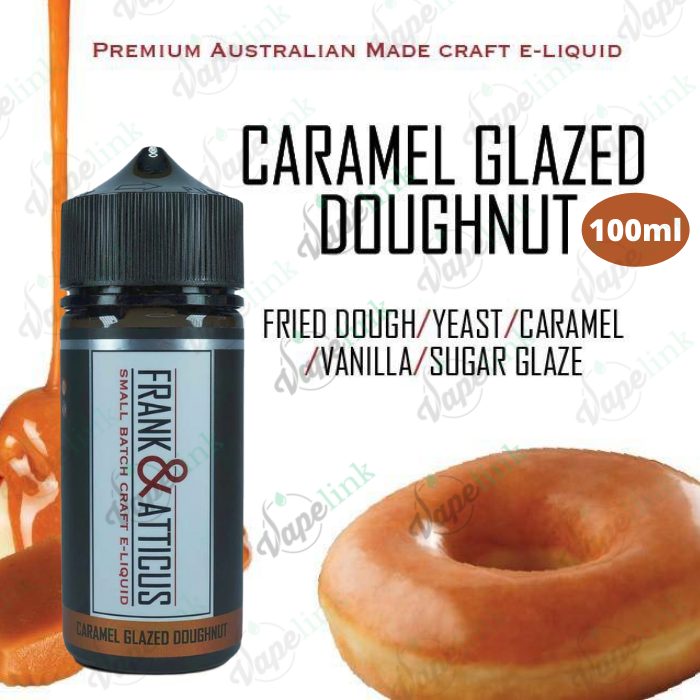 Premium Australian Made craft e-liquid
CARAMEL GLAZED
DOUGHNUT
100ml
FRIED DOUGH/YEAST/CARAMEL
/VANILLA/SUGAR GLAZE
FRANK & ATTICUS
SMALL BATCH CRAFT E-LIQUID
CARAMEL GLAZED DOUGHNUT
Vapelink